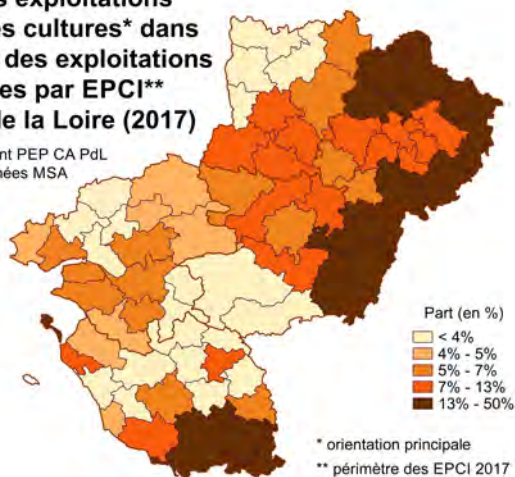 exploitations
es cultures* dans
des exploitations
es par EPCI**
de la Loire (2017)
nt PEP CA PdL
nées MSA
Part (en %)
< 4%
4% - 5%
5% - 7%
7% - 13%
13% - 50%
* orientation principale
** périmètre des EPCI 2017